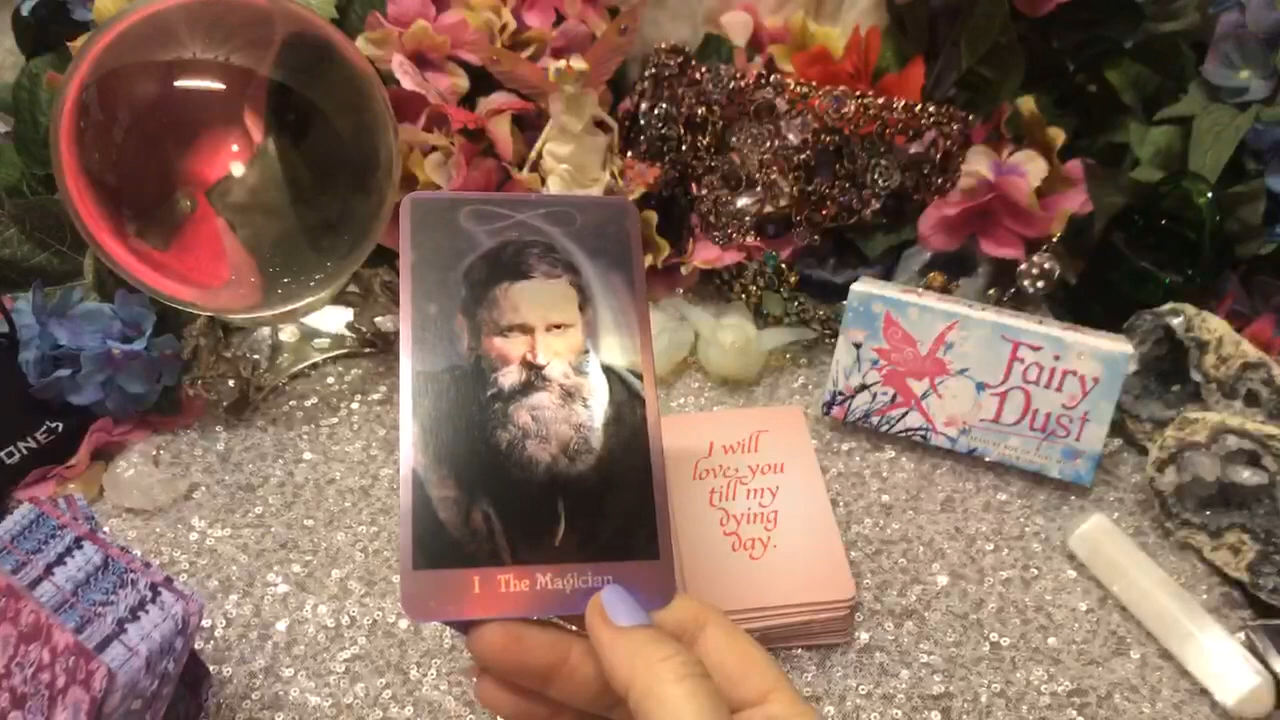 I The Magician
I will
love you
till my
dying
day.
Fairy
Dust
ONE'S